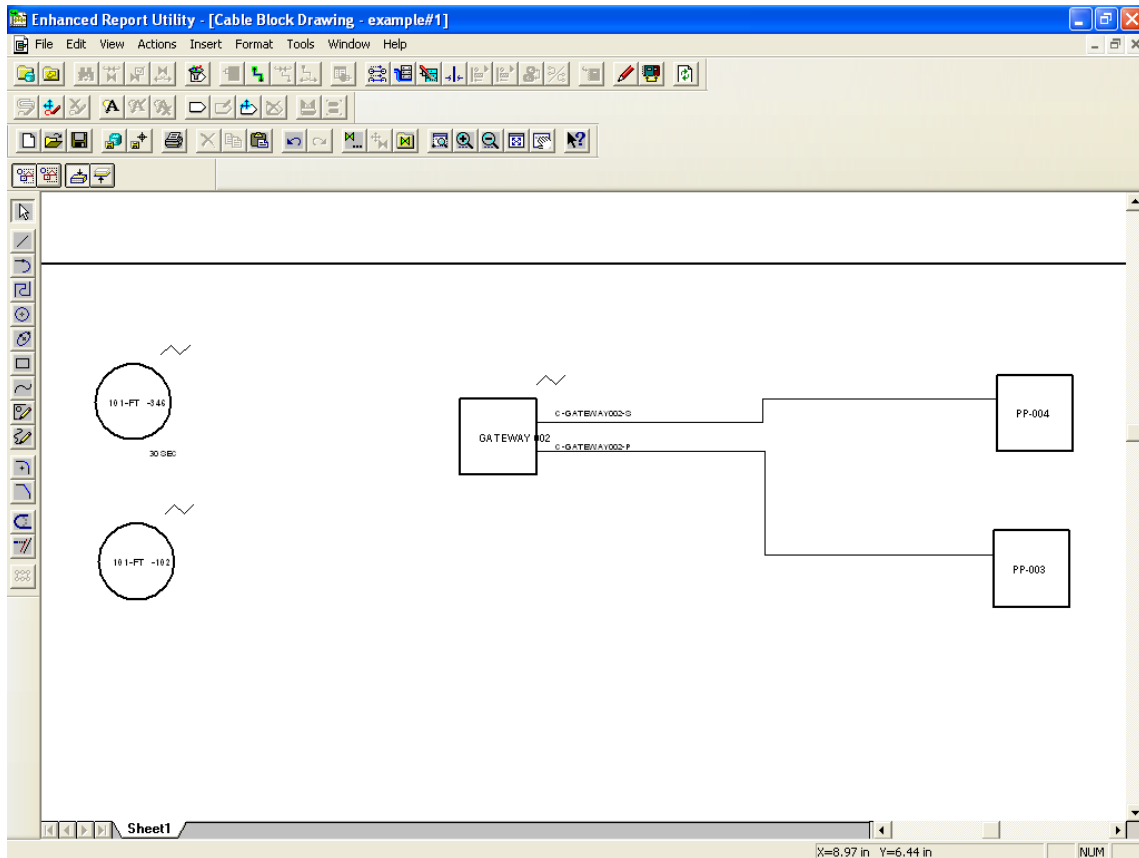 Enhanced Report Utility - [Cable Block Drawing - example#1]
File Edit View Actions Insert Format Tools Window Help
101-FT -346
30 SEC
101-FT -102
GATEWAY 002
C-GATEWAY002-S
C-GATEWAY002-P
PP-004
PP-003
Sheet1
X=8.97 in Y=6.44 in
NUM